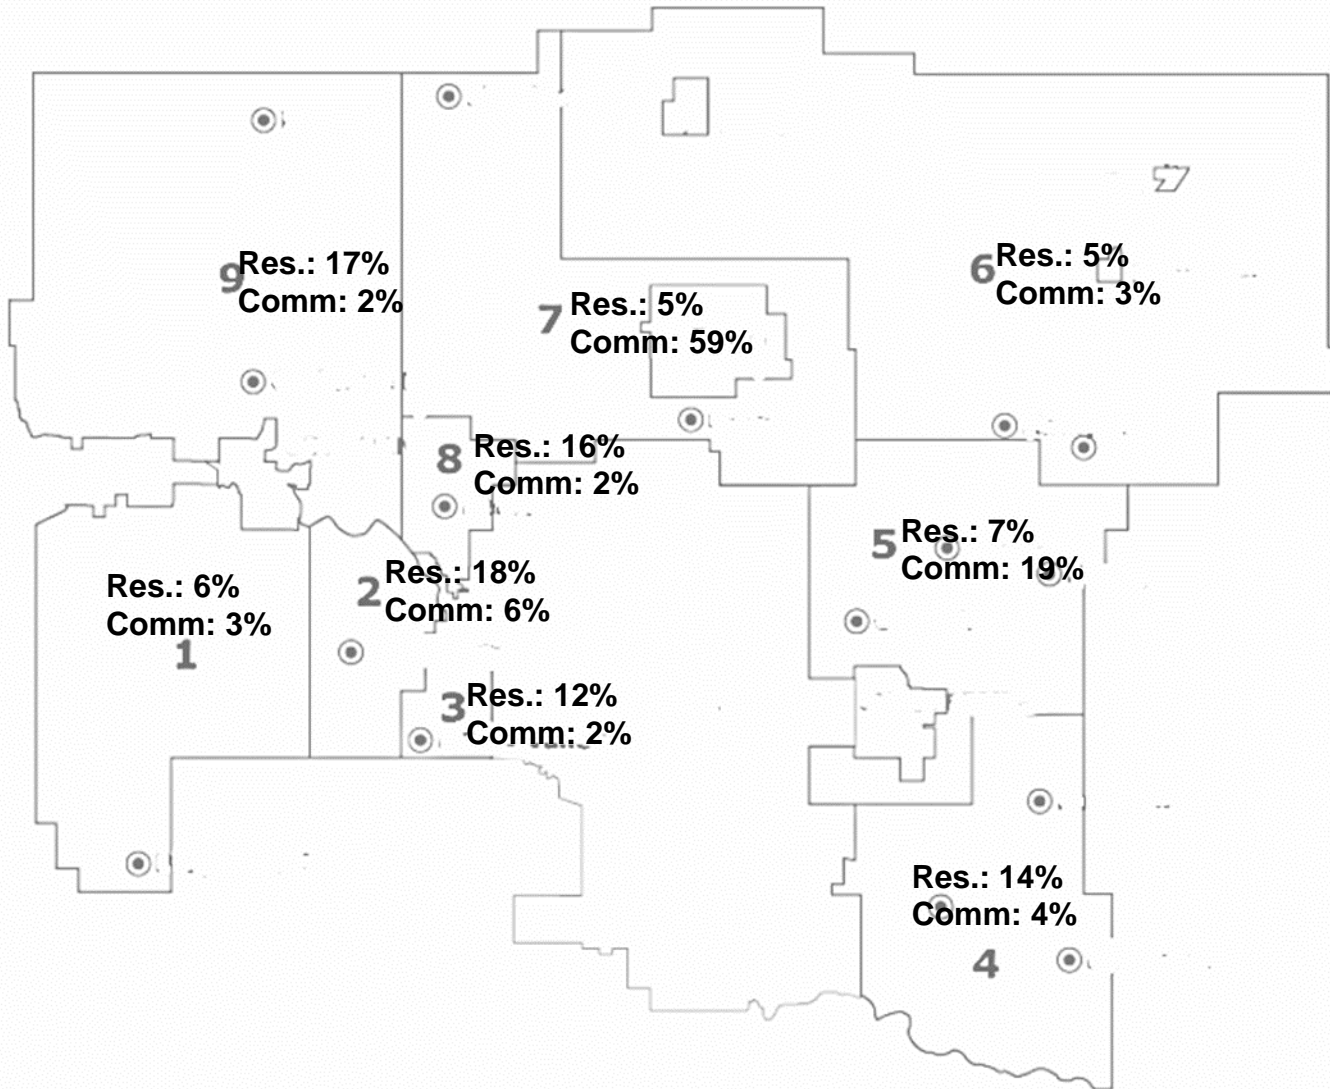 9
Res.: 17%
Comm: 2%
7
Res.: 5%
Comm: 59%
6
Res.: 5%
Comm: 3%
8
Res.: 16%
Comm: 2%
5
Res.: 7%
Comm: 19%
2
Res.: 18%
Comm: 6%
Res.: 6%
Comm: 3%
1
3
Res.: 12%
Comm: 2%
Res.: 14%
Comm: 4%
4